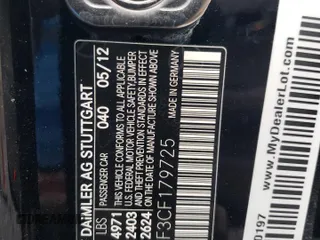 DAIMLER AG STUTTGART
LBS
PASSENGER CAR 040 05/12
4971 THIS VEHICLE CONFORMS TO ALL APPLICABLE
U.S. FEDERAL MOTOR VEHICLE SAFETY, BUMPER
2403 AND THEFT PREVENTION STANDARDS IN EFFECT
2624 ON THE DATE OF MANUFACTURE SHOWN ABOVE.
MADE IN GERMANY
F3CF179725
www.MyDealerLot.com
7197